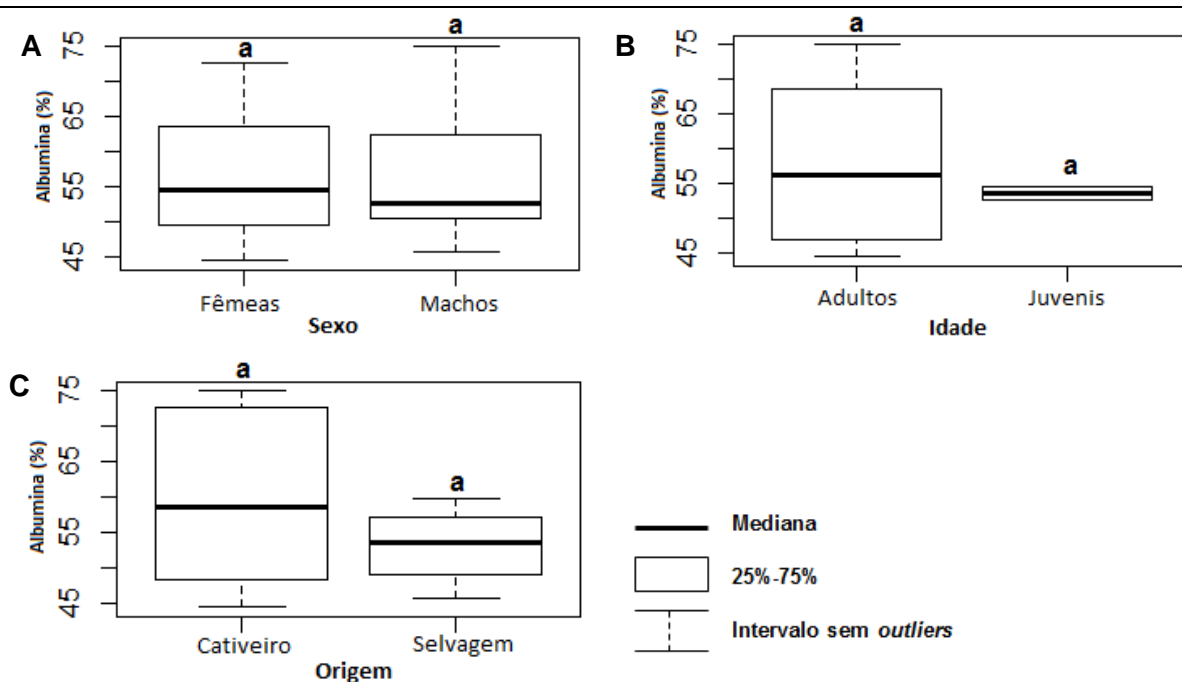 A
Albumina (%)
75
65
55
45
a
a
Fêmeas
Machos
Sexo
B
Albumina (%)
75
65
55
45
a
a
Adultos
Juvenis
Idade
C
Albumina (%)
75
65
55
45
a
a
Cativeiro
Selvagem
Origem
Mediana
25%-75%
Intervalo sem outliers